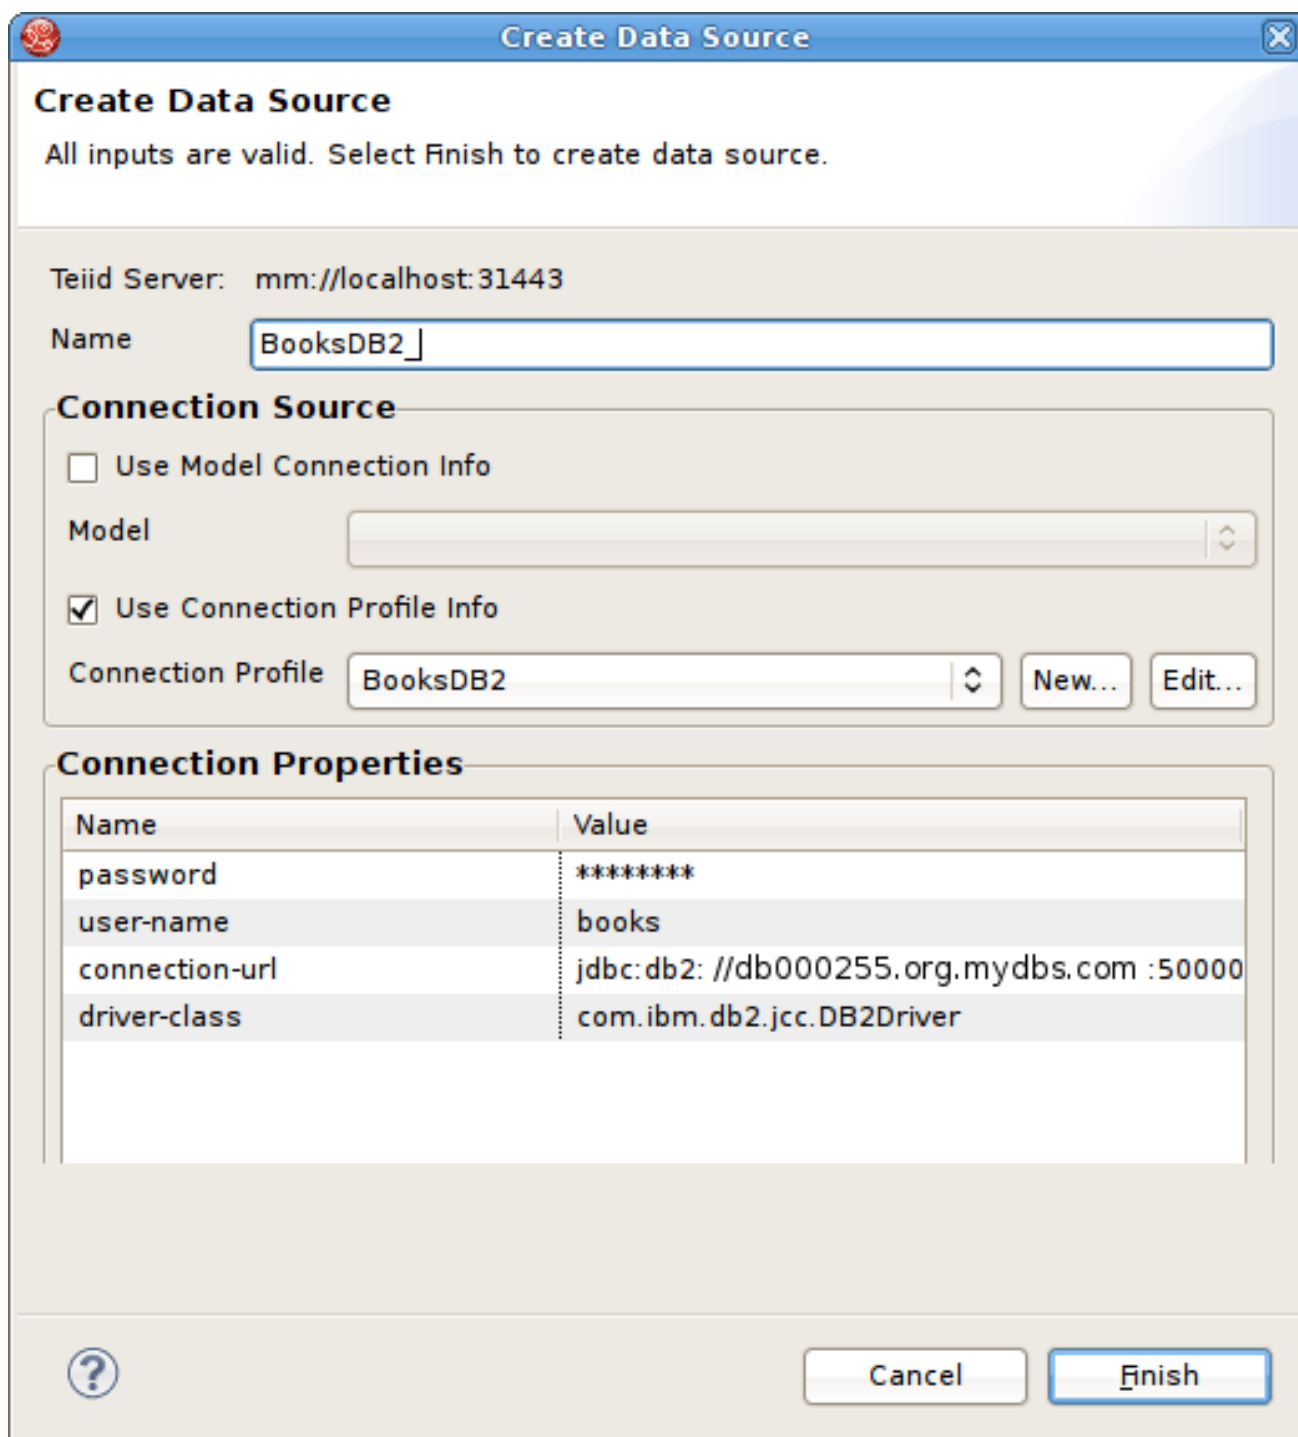 Create Data Source
Create Data Source
All inputs are valid. Select Finish to create data source.
Teiid Server: mm://localhost:31443
Name BooksDB2_
Connection Source
Use Model Connection Info
Model
Use Connection Profile Info
Connection Profile BooksDB2 New... Edit...
Connection Properties
Name Value
password ********
user-name books
connection-url jdbc:db2: //db000255.org.mydbs.com :50000
driver-class com.ibm.db2.jcc.DB2Driver
? Cancel Finish